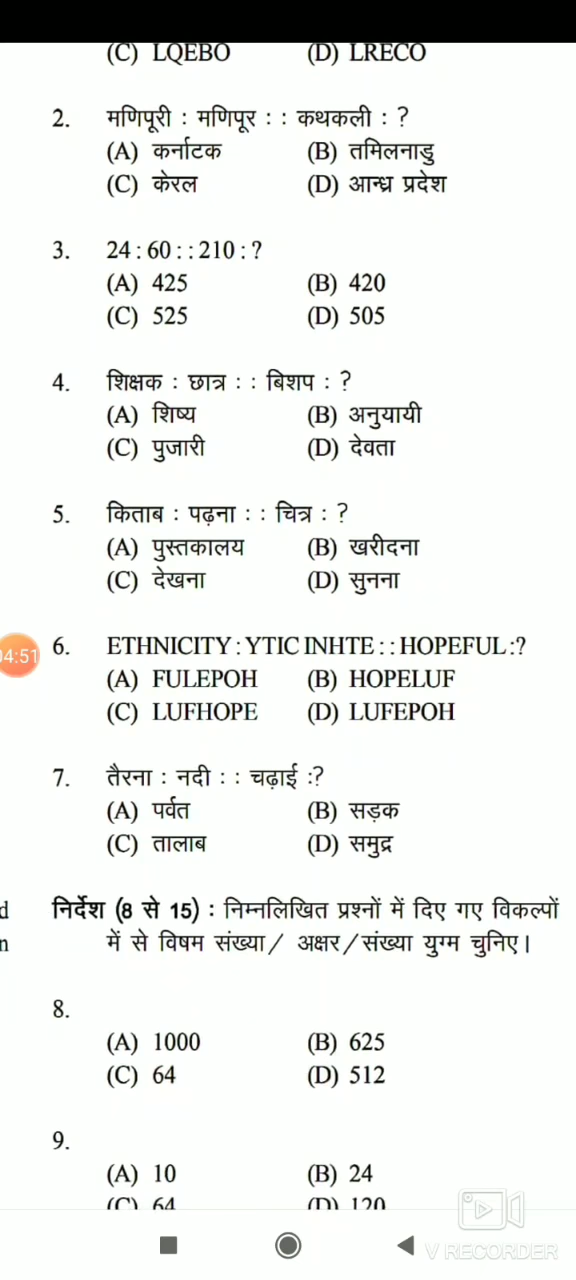 (C) LQEBO (D) LRECO
2. मणिपूरी : मणिपूर : : कथकली : ?
(A) कर्नाटक (B) तमिलनाडु
(C) केरल (D) आन्ध्र प्रदेश
3. 24 : 60 : : 210 : ?
(A) 425 (B) 420
(C) 525 (D) 505
4. शिक्षक : छात्र : : बिशप : ?
(A) शिष्य (B) अनुयायी
(C) पुजारी (D) देवता
5. किताब : पढ़ना : : चित्र : ?
(A) पुस्तकालय (B) खरीदना
(C) देखना (D) सुनना
04:51
6. ETHNICITY : YTIC INHTE : : HOPEFUL :?
(A) FULEPOH (B) HOPELUF
(C) LUFHOPE (D) LUFEPOH
7. तैरना : नदी : : चढ़ाई :?
(A) पर्वत (B) सड़क
(C) तालाब (D) समुद्र
d निर्देश (8 से 15) : निम्नलिखित प्रश्नों में दिए गए विकल्पों
n में से विषम संख्या/ अक्षर/संख्या युग्म चुनिए।
8.
(A) 1000 (B) 625
(C) 64 (D) 512
9.
(A) 10 (B) 24
(C) 64 (D) 120
V RECORDER